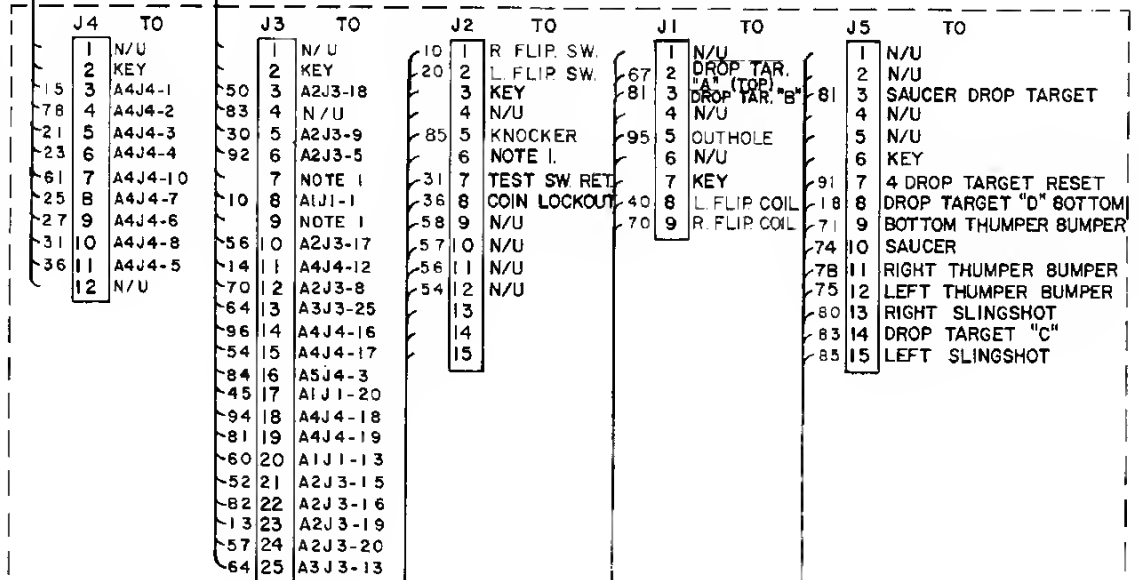 J4 TO
1 N/U
2 KEY
15 3 A4J4-1
78 4 A4J4-2
21 5 A4J4-3
23 6 A4J4-4
61 7 A4J4-10
25 8 A4J4-7
27 9 A4J4-6
31 10 A4J4-8
36 11 A4J4-5
12 N/U
J3 TO
1 N/U
2 KEY
50 3 A2J3-18
83 4 N/U
30 5 A2J3-9
92 6 A2J3-5
7 NOTE 1
10 8 A1J1-1
9 NOTE 1
56 10 A2J3-17
14 11 A4J4-12
70 12 A2J3-8
64 13 A3J3-25
96 14 A4J4-16
54 15 A4J4-17
84 16 A5J4-3
45 17 A1J1-20
94 18 A4J4-18
81 19 A4J4-19
60 20 A1J1-13
52 21 A2J3-15
82 22 A2J3-16
13 23 A2J3-19
57 24 A2J3-20
64 25 A3J3-13
J2 TO
10 1 R FLIP. SW.
20 2 L. FLIP. SW.
3 KEY
4 N/U
85 5 KNOCKER
6 NOTE 1.
31 7 TEST SW. RET.
36 8 COIN LOCKOUT
58 9 N/U
57 10 N/U
56 11 N/U
54 12 N/U
13
14
15
J1 TO
1 N/U
67 2 DROP TAR. "A" (TOP)
81 3 DROP TAR. "B"
4 N/U
95 5 OUTHOLE
6 N/U
7 KEY
40 8 L. FLIP. COIL
70 9 R. FLIP. COIL
J5 TO
1 N/U
2 N/U
81 3 SAUCER DROP TARGET
4 N/U
5 N/U
6 KEY
91 7 4 DROP TARGET RESET
18 8 DROP TARGET "D" BOTTOM
71 9 BOTTOM THUMPER BUMPER
74 10 SAUCER
78 11 RIGHT THUMPER BUMPER
75 12 LEFT THUMPER BUMPER
80 13 RIGHT SLINGSHOT
83 14 DROP TARGET "C"
85 15 LEFT SLINGSHOT